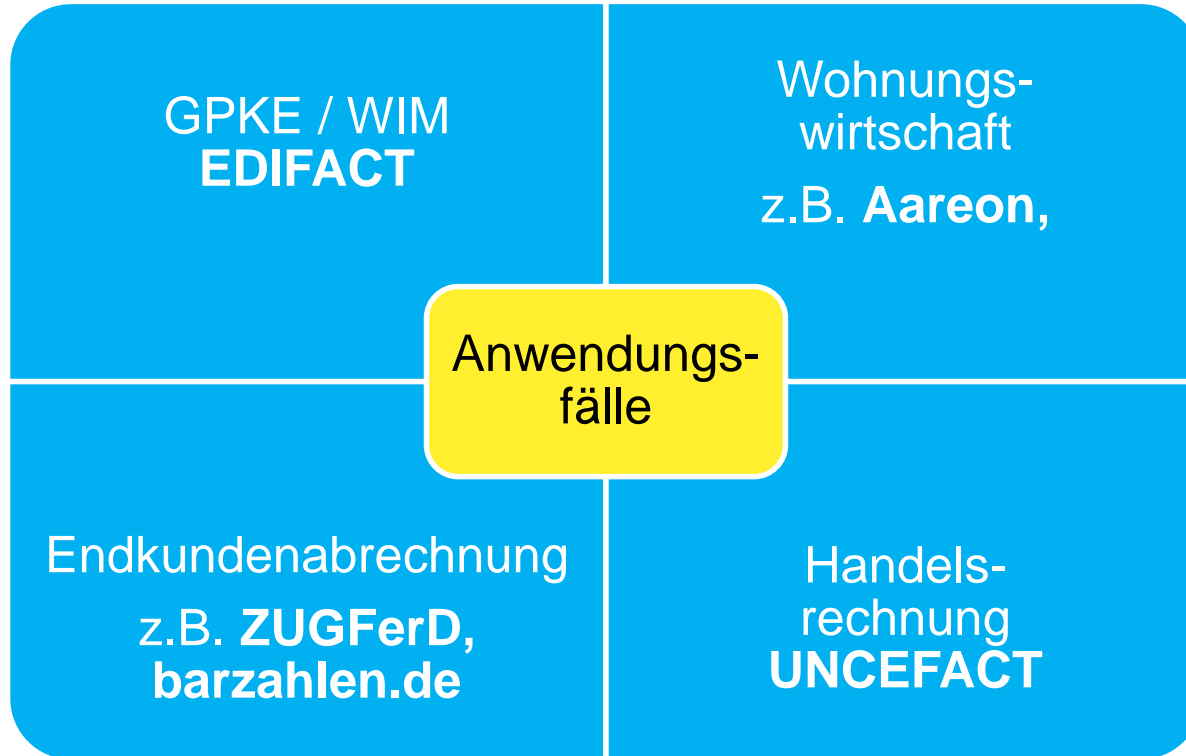 GPKE / WIM
EDIFACT
Wohnungs-
wirtschaft
z.B. Aareon,
Anwendungs-
fälle
Endkundenabrechnung
z.B. ZUGFerD,
barzahlen.de
Handels-
rechnung
UNCEFACT